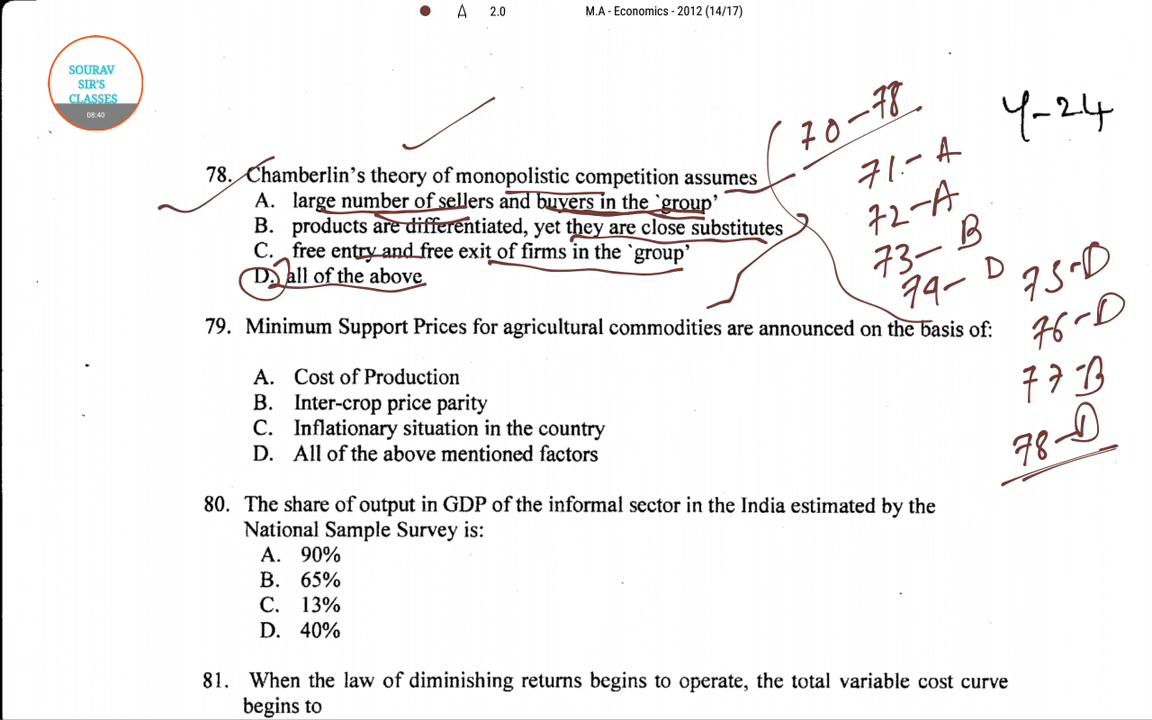 A 2.0 M.A - Economics - 2012 (14/17)
SOURAV
SIR'S
CLASSES
08:40
70-78
Y-24
78. Chamberlin's theory of monopolistic competition assumes
A. large number of sellers and buyers in the `group'
B. products are differentiated, yet they are close substitutes
C. free entry and free exit of firms in the `group'
D. all of the above
71-A
72-A
73-B
74-D
75-D
76-D
77-B
78-D
79. Minimum Support Prices for agricultural commodities are announced on the basis of:
A. Cost of Production
B. Inter-crop price parity
C. Inflationary situation in the country
D. All of the above mentioned factors
80. The share of output in GDP of the informal sector in the India estimated by the
National Sample Survey is:
A. 90%
B. 65%
C. 13%
D. 40%
81. When the law of diminishing returns begins to operate, the total variable cost curve
begins to